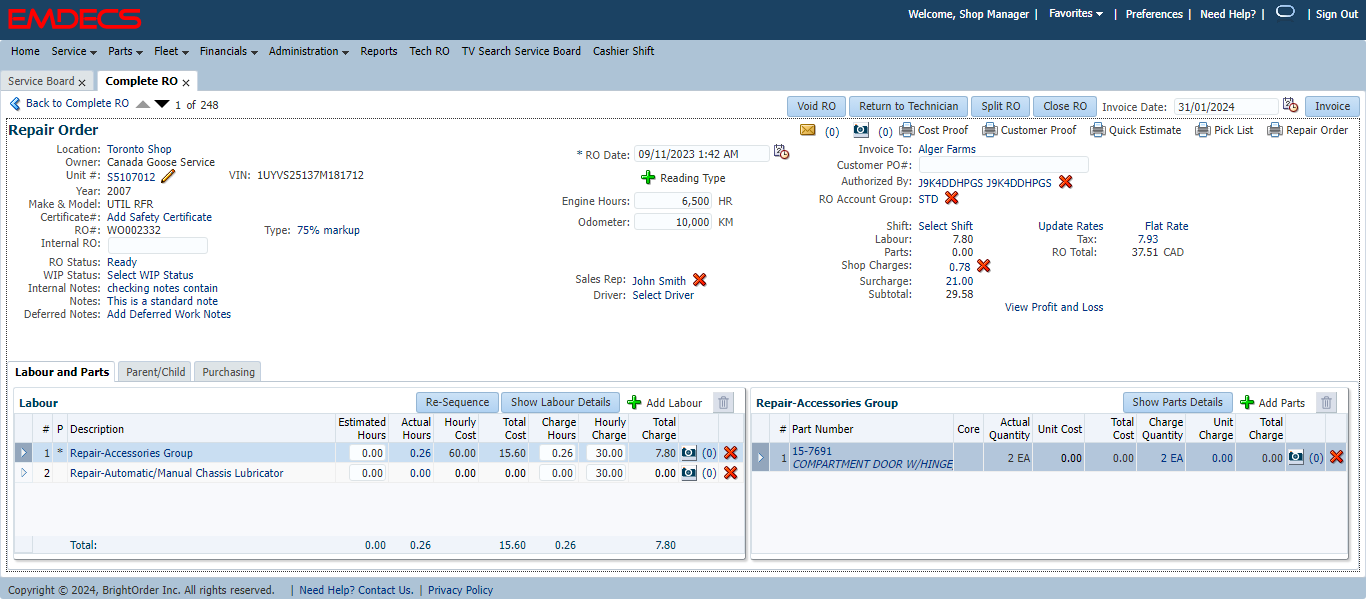 EMDECS
Welcome, Shop Manager | Favorites | Preferences | Need Help? | | Sign Out
Home Service Parts Fleet Financials Administration Reports Tech RO TV Search Service Board Cashier Shift
Service Board x Complete RO x
Back to Complete RO 1 of 248 Void RO Return to Technician Split RO Close RO Invoice Date: 31/01/2024 Invoice
Repair Order (0) (0) Cost Proof Customer Proof Quick Estimate Pick List Repair Order
Location: Toronto Shop
Owner: Canada Goose Service
Unit #: S5107012 VIN: 1UYVS25137M181712
Year: 2007
Make & Model: UTIL RFR
Certificate#: Add Safety Certificate
RO#: WO002332 Type: 75% markup
Internal RO:
RO Status: Ready
WIP Status: Select WIP Status
Internal Notes: checking notes contain
Notes: This is a standard note
Deferred Notes: Add Deferred Work Notes
* RO Date: 09/11/2023 1:42 AM
Reading Type
Engine Hours: 6,500 HR
Odometer: 10,000 KM
Sales Rep: John Smith
Driver: Select Driver
Invoice To: Alger Farms
Customer PO#:
Authorized By: J9K4DDHPGS J9K4DDHPGS
RO Account Group: STD
Shift: Select Shift Update Rates Flat Rate
Labour: 7.80 Tax: 7.93
Parts: 0.00 RO Total: 37.51 CAD
Shop Charges: 0.78
Surcharge: 21.00
Subtotal: 29.58
View Profit and Loss
Labour and Parts Parent/Child Purchasing
Labour Re-Sequence Show Labour Details Add Labour
# P Description Estimated Hours Actual Hours Hourly Cost Total Cost Charge Hours Hourly Charge Total Charge
1 * Repair-Accessories Group 0.00 0.26 60.00 15.60 0.26 30.00 7.80 (0)
2 Repair-Automatic/Manual Chassis Lubricator 0.00 0.00 0.00 0.00 0.00 30.00 0.00 (0)
Total: 0.00 0.26 15.60 0.26 7.80
Repair-Accessories Group Show Parts Details Add Parts
# Part Number Core Actual Quantity Unit Cost Total Cost Charge Quantity Unit Charge Total Charge
1 15-7691 2 EA 0.00 0.00 2 EA 0.00 0.00 (0)
COMPARTMENT DOOR W/HINGE
Copyright © 2024, BrightOrder Inc. All rights reserved. | Need Help? Contact Us. | Privacy Policy